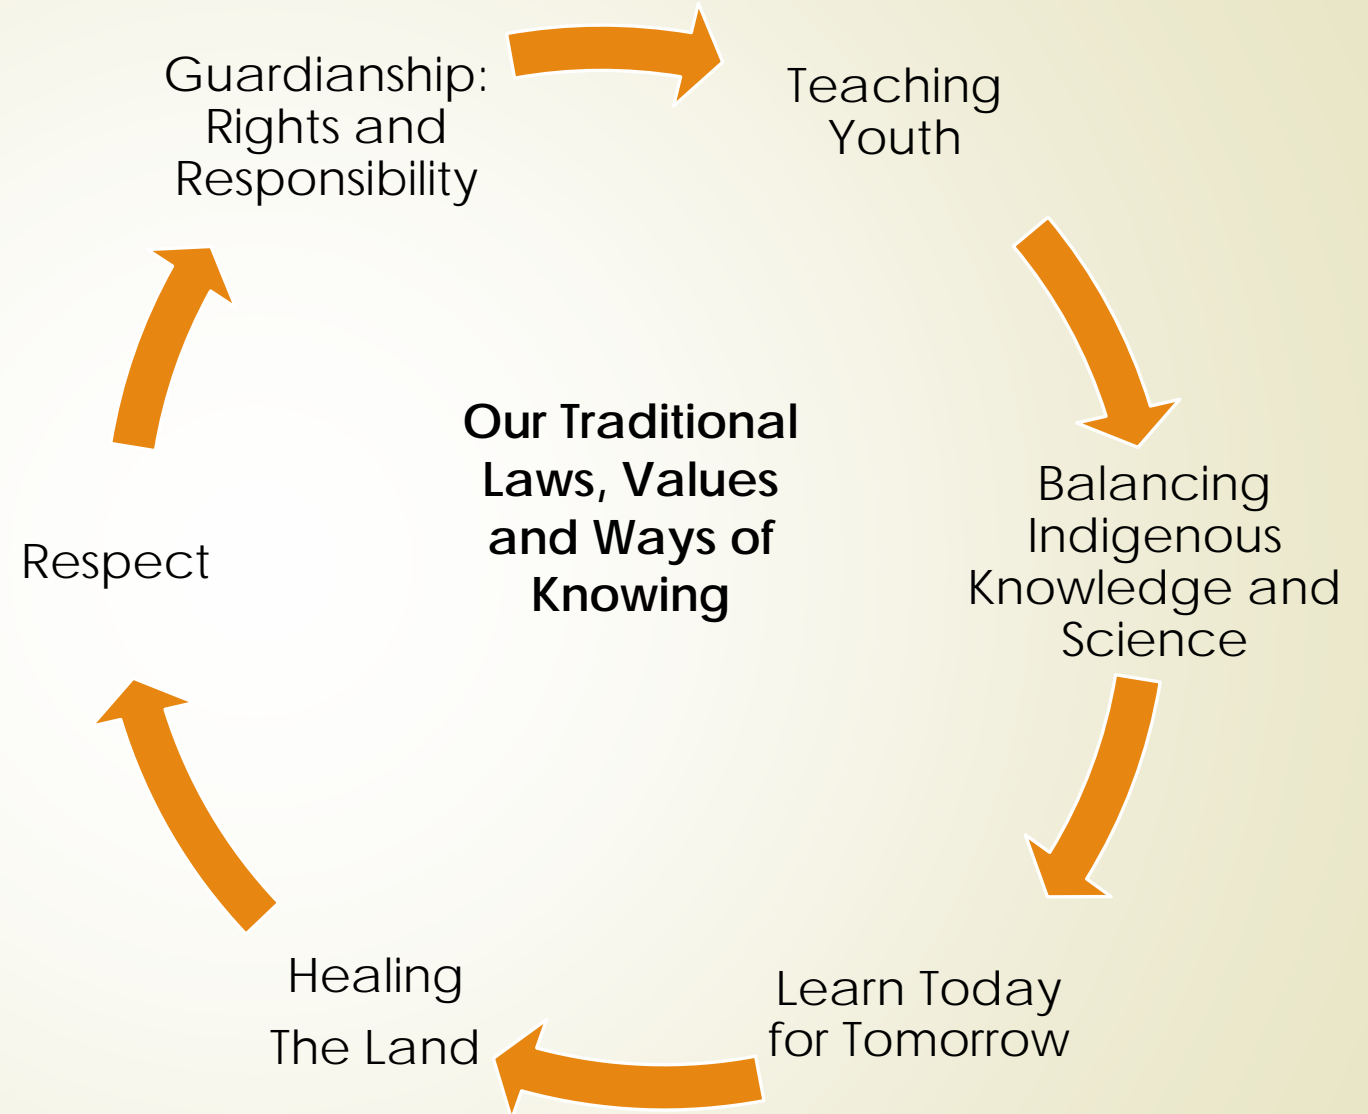 Guardianship:
Rights and
Responsibility
Teaching
Youth
Balancing
Indigenous
Knowledge and
Science
Learn Today
for Tomorrow
Healing
The Land
Respect
Our Traditional
Laws, Values
and Ways of
Knowing